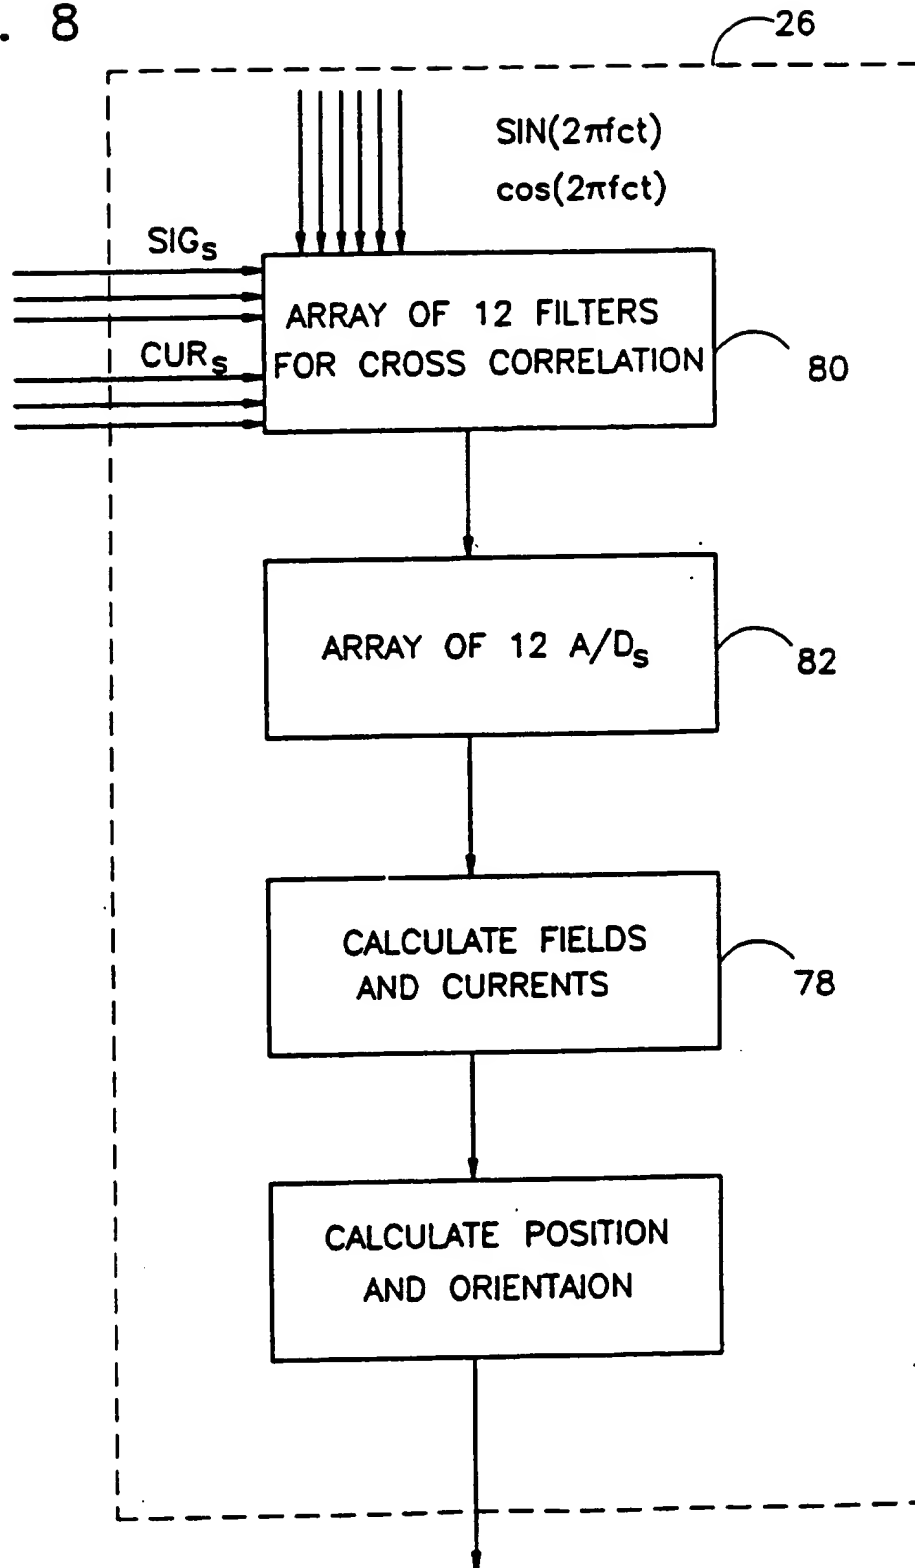 . 8
26
SIN(2πfct)
cos(2πfct)
SIGs
CURs
ARRAY OF 12 FILTERS
FOR CROSS CORRELATION
80
ARRAY OF 12 A/Ds
82
CALCULATE FIELDS
AND CURRENTS
78
CALCULATE POSITION
AND ORIENTAION